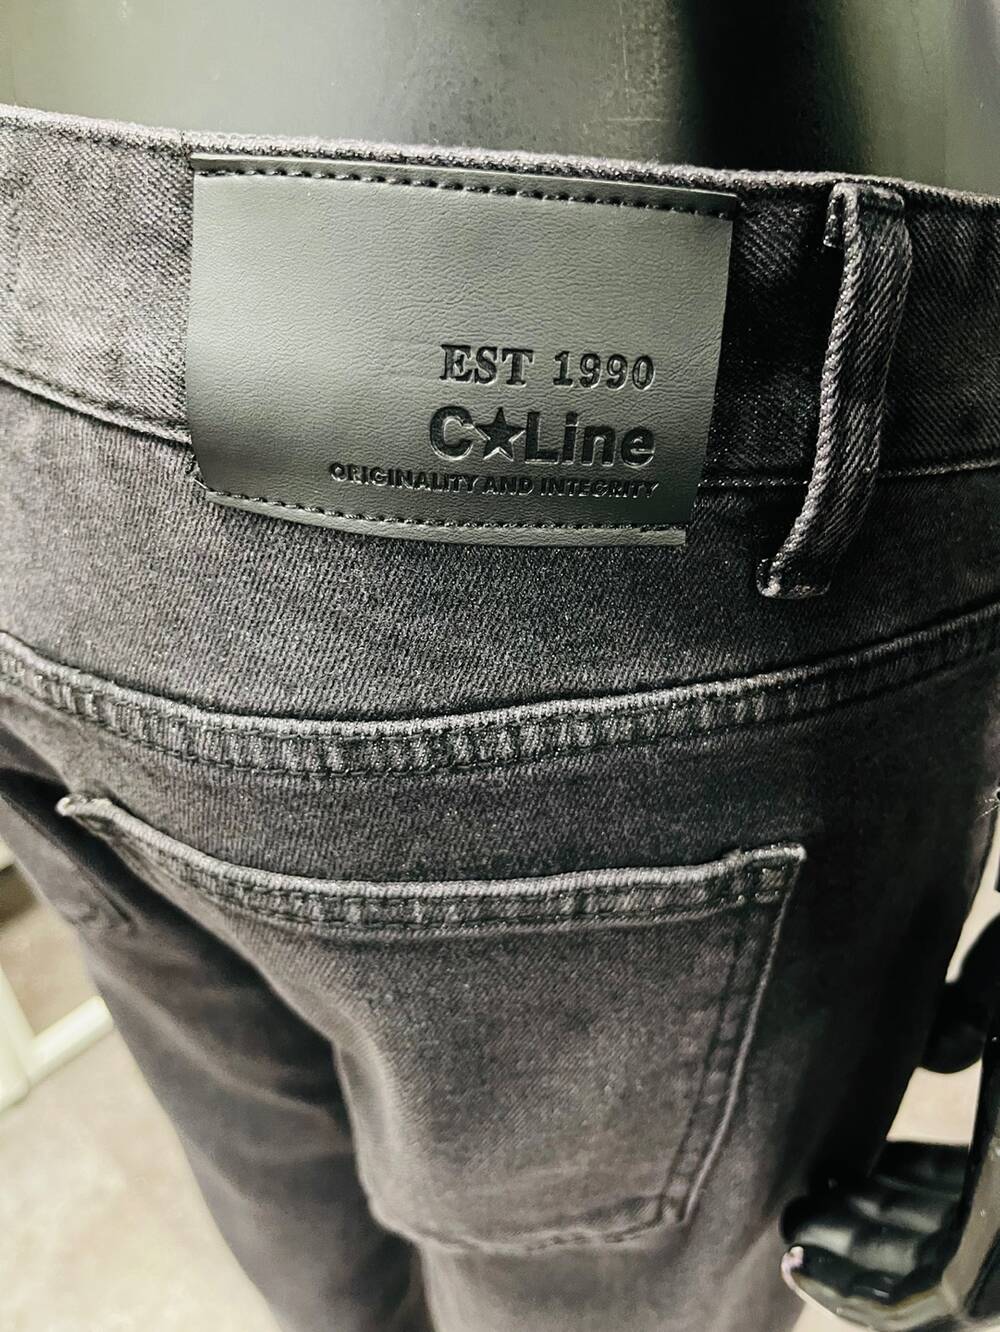 EST 1990
C★Line
ORIGINALITY AND INTEGRITY